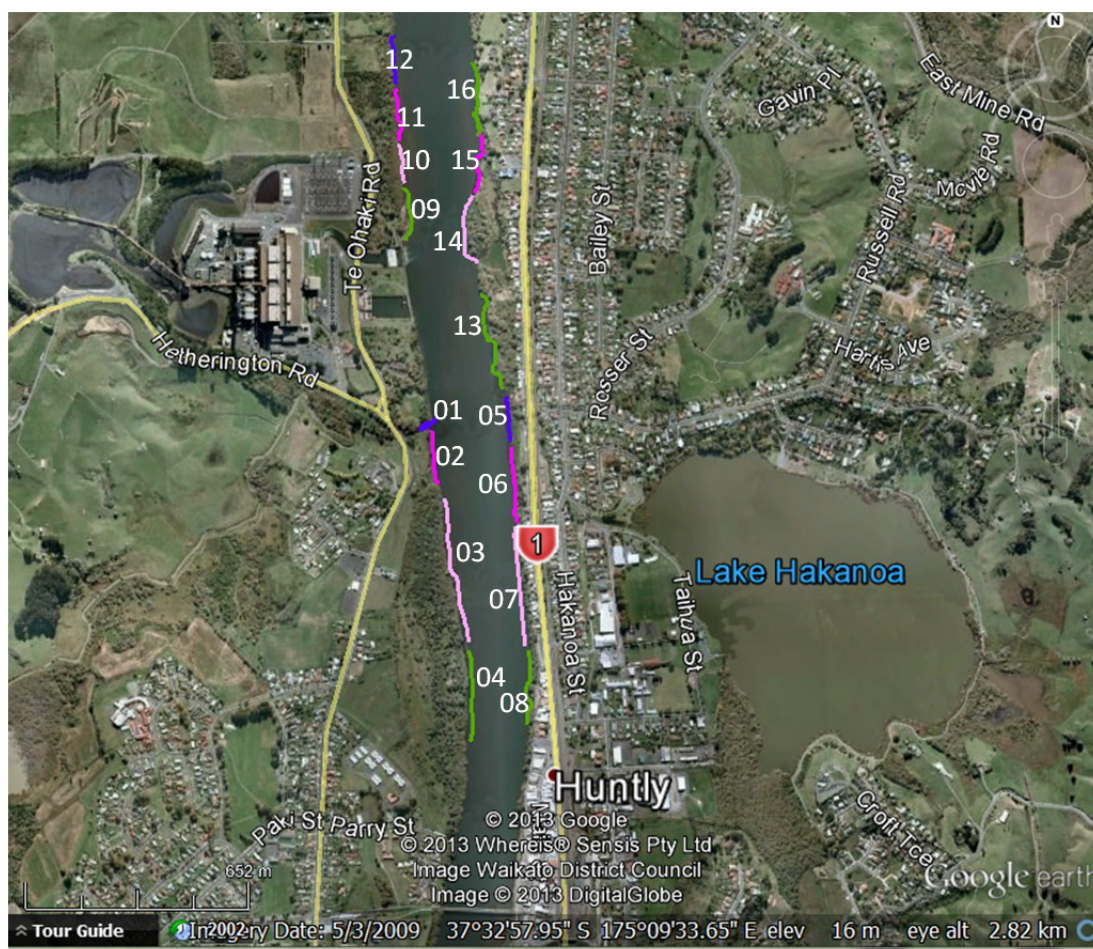 N
12
16
East Mine Rd
Gavin Pl
11
10
15
Mcvie Rd
09
Te Ohaki Rd
Bailey St
Russell Rd
14
13
Rosser St
Harris Ave
Hetherington Rd
01
05
02
06
1
03
Lake Hakanoa
07
Hakanoa St
Taihua St
04
08
Huntly
Paki St
Parry St
© 2013 Google
© 2013 Whereis® Sensis Pty Ltd
Image Waikato District Council
Image © 2013 DigitalGlobe
Croft Tce
Google earth
652 m
Tour Guide
2002
Imagery Date: 5/3/2009 37°32'57.95" S 175°09'33.65" E elev 16 m eye alt 2.82 km